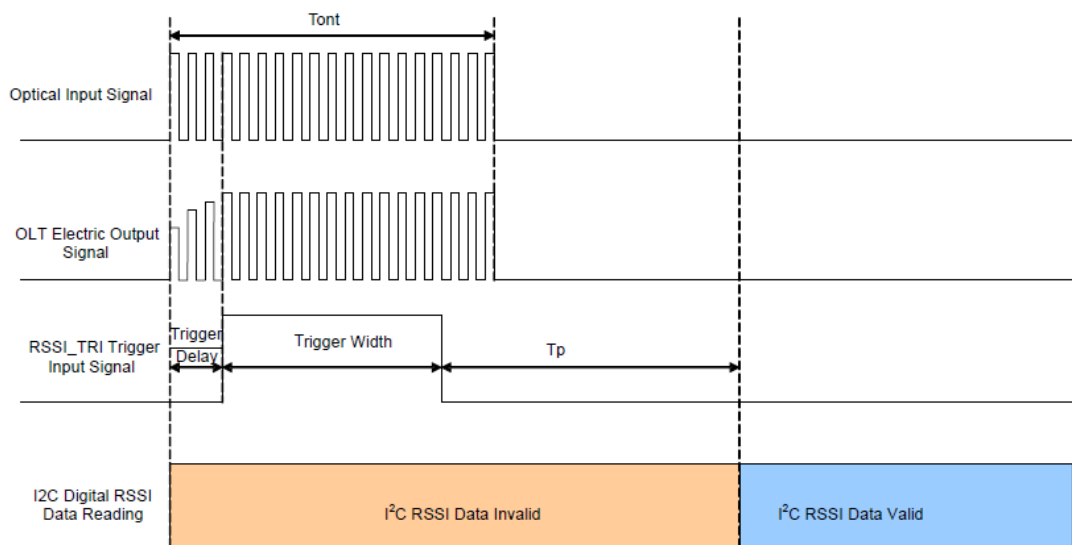 Tont
Optical Input Signal
OLT Electric Output
Signal
RSSI_TRI Trigger
Input Signal
Trigger
Delay
Trigger Width
Tp
I2C Digital RSSI
Data Reading
I²C RSSI Data Invalid
I²C RSSI Data Valid